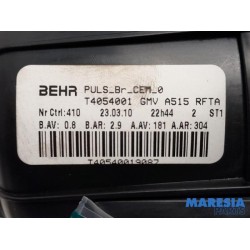 BEHR PULS_Br_CEM_0
T4054001 GMV A515 RFTA
Nr Ctrl:410 23.03.10 22h44 2 ST1
B.AV: 0.8 B.AR: 2.9 A.AV: 181 A.AR: 304
T40540019087
MARESIA